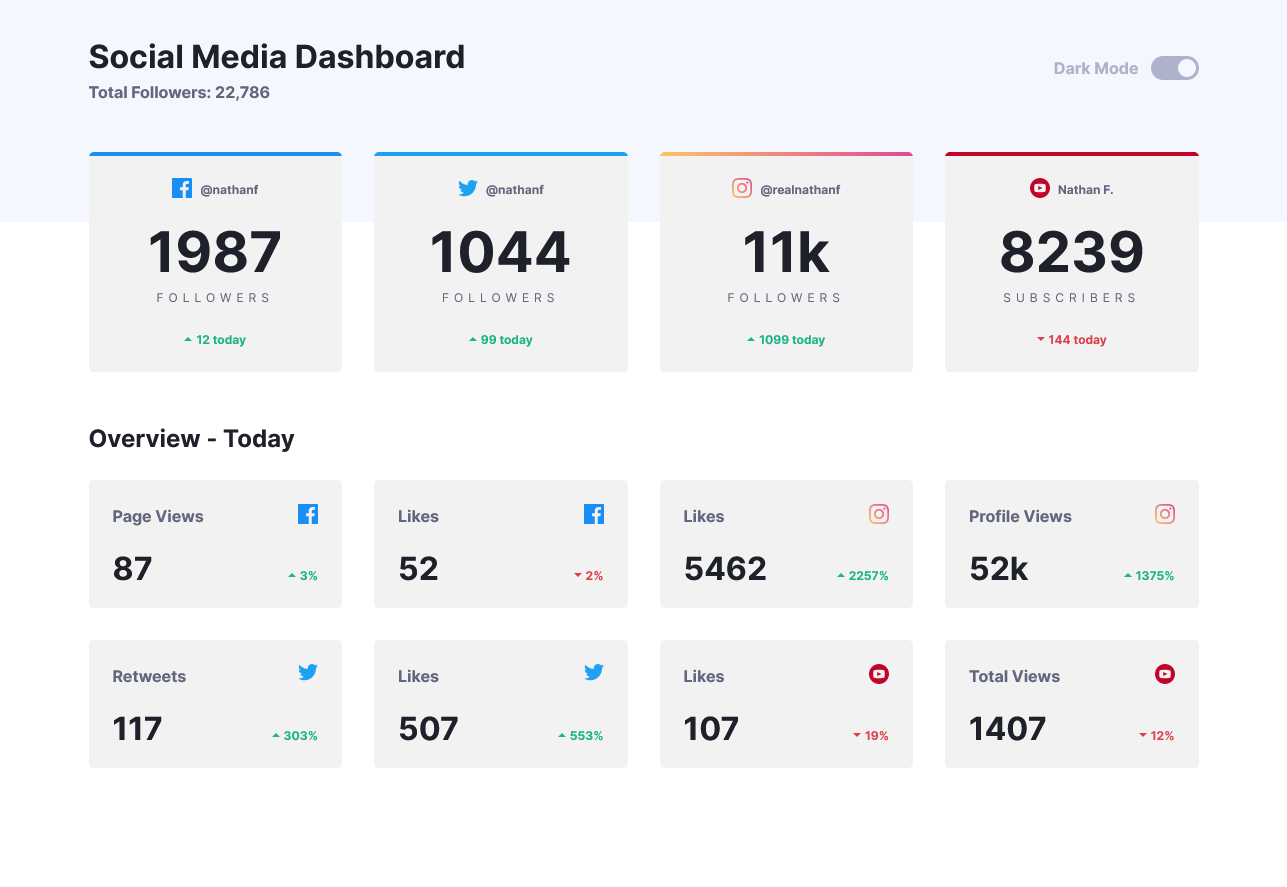 Social Media Dashboard
Total Followers: 22,786
Dark Mode
@nathanf
1987
FOLLOWERS
12 today
@nathanf
1044
FOLLOWERS
99 today
@realnathanf
11k
FOLLOWERS
1099 today
Nathan F.
8239
SUBSCRIBERS
144 today
Overview - Today
Page Views
87
3%
Likes
52
2%
Likes
5462
2257%
Profile Views
52k
1375%
Retweets
117
303%
Likes
507
553%
Likes
107
19%
Total Views
1407
12%